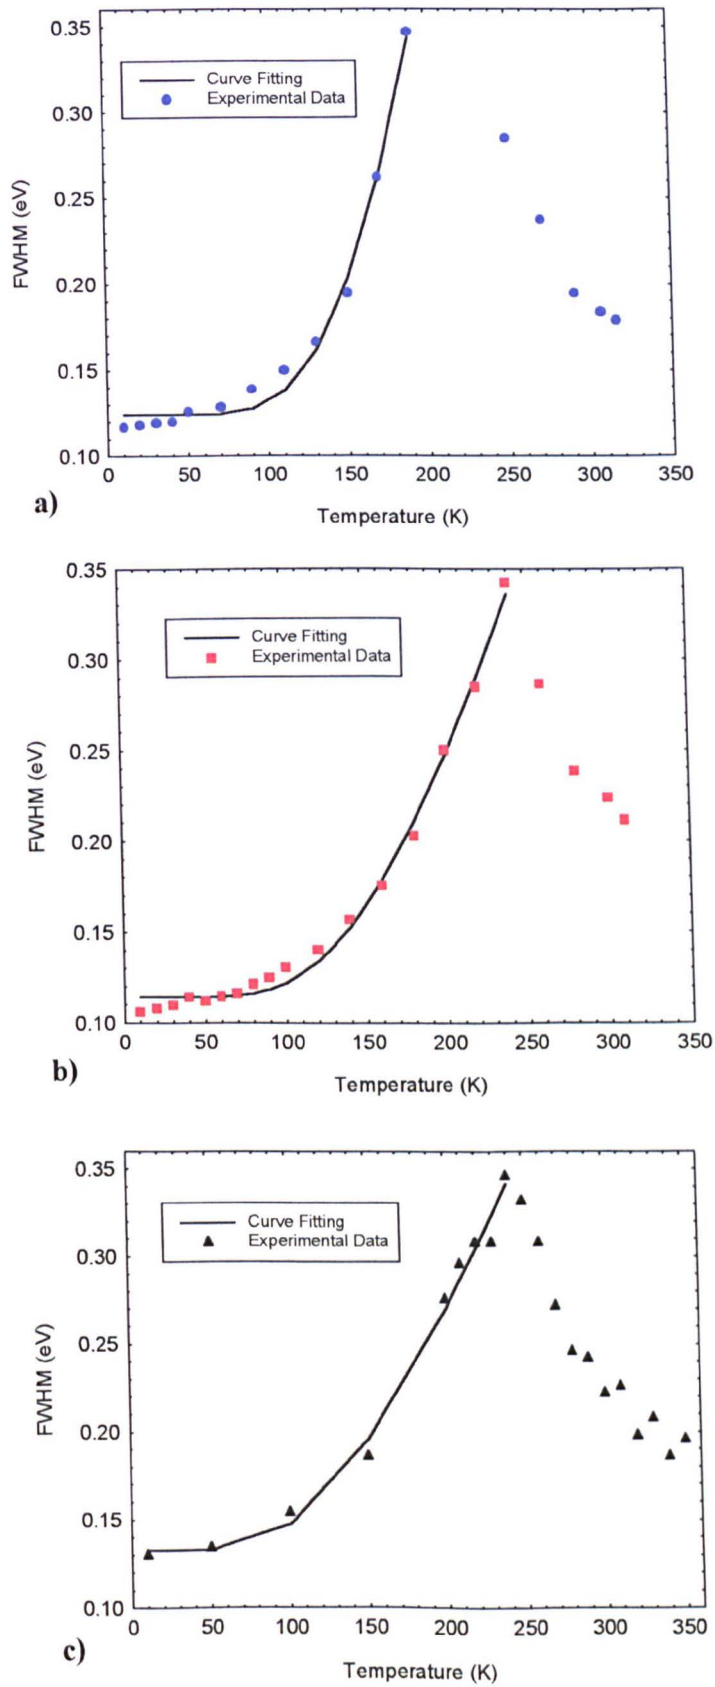 0.35
0.30
0.25
0.20
0.15
0.10
FWHM (eV)
Curve Fitting
Experimental Data
0 50 100 150 200 250 300 350
Temperature (K)
a)
0.35
0.30
0.25
0.20
0.15
0.10
FWHM (eV)
Curve Fitting
Experimental Data
0 50 100 150 200 250 300 350
Temperature (K)
b)
0.35
0.30
0.25
0.20
0.15
0.10
FWHM (eV)
Curve Fitting
Experimental Data
0 50 100 150 200 250 300 350
Temperature (K)
c)